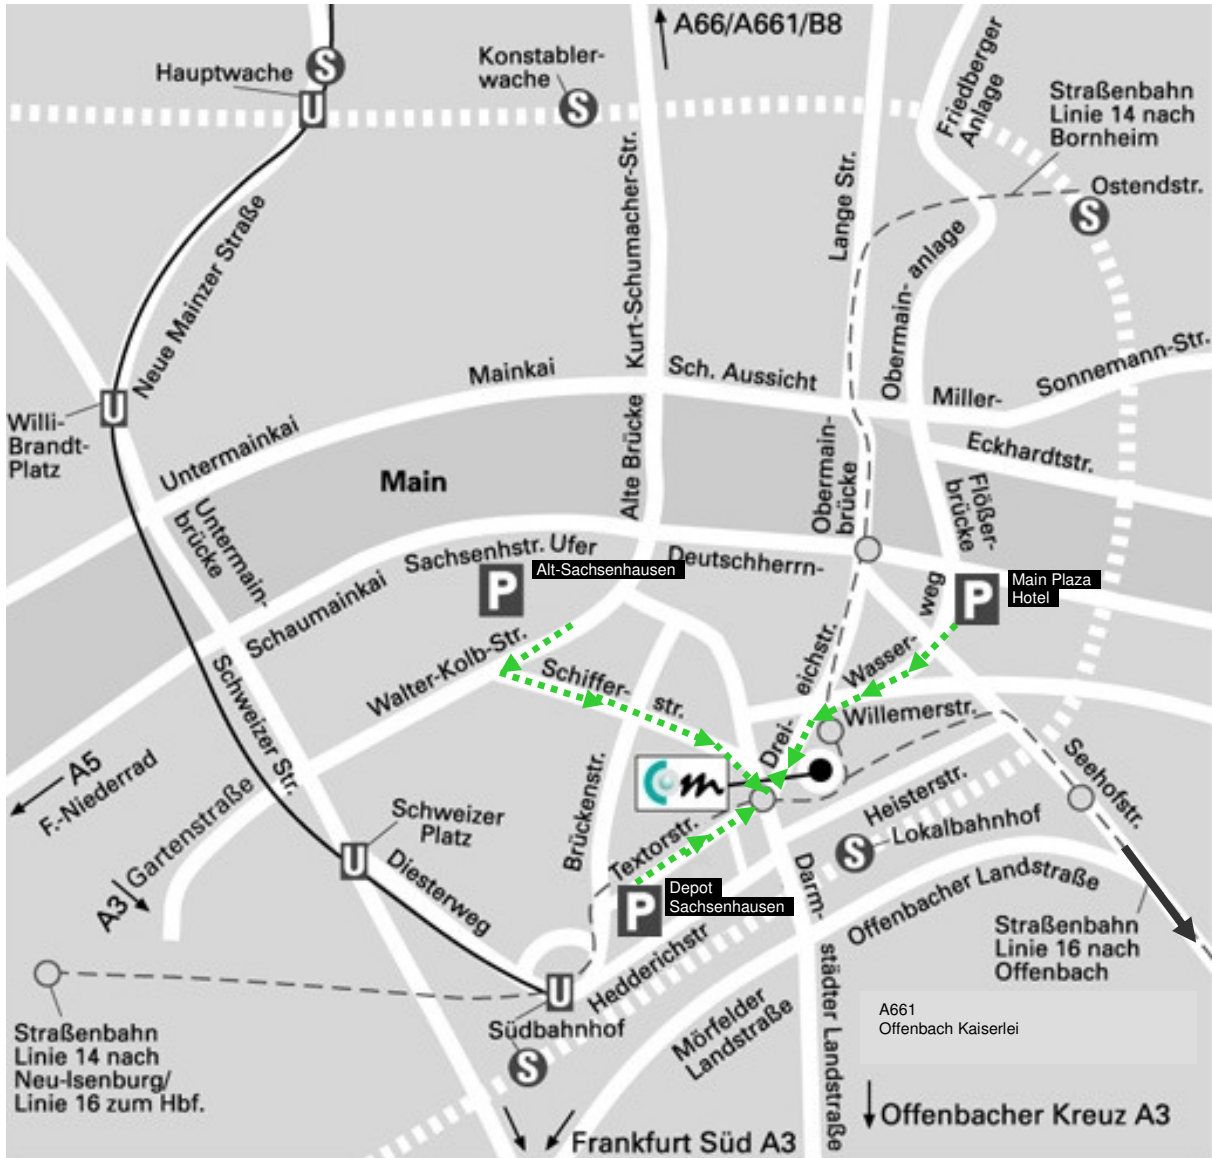 A66/A661/B8
Hauptwache
S
U
Konstabler-
wache
S
Friedberger
Anlage
Straßenbahn
Linie 14 nach
Bornheim
Ostendstr.
S
Kurt-Schumacher-Str.
Lange Str.
Obermain-
anlage
Neue Mainzer Straße
U
Willi-
Brandt-
Platz
Mainkai
Sch. Aussicht
Miller-
Sonnemann-Str.
Untermainkai
Main
Alte Brücke
Obermain-
brücke
Eckhardtstr.
Flößer-
brücke
Untermain-
brücke
Schaumainkai
Sachsenhstr. Ufer
P
Alt-Sachsenhausen
Deutschherrn-
weg
P
Main Plaza
Hotel
Walter-Kolb-Str.
Schiffer-
str.
Drei-
eichstr.
Wasser-
Willemerstr.
Schweizer Str.
A5
F.-Niederrad
Gartenstraße
A3
U
Schweizer
Platz
Diesterweg
Brückenstr.
Textorstr.
com
Heisterstr.
S
Lokalbahnhof
Seehofstr.
P
Depot
Sachsenhausen
Darm-
städter Landstraße
Offenbacher Landstraße
Straßenbahn
Linie 16 nach
Offenbach
Hedderichstr
U
Südbahnhof
S
Mörfelder
Landstraße
Straßenbahn
Linie 14 nach
Neu-Isenburg/
Linie 16 zum Hbf.
A661
Offenbach Kaiserlei
Offenbacher Kreuz A3
Frankfurt Süd A3